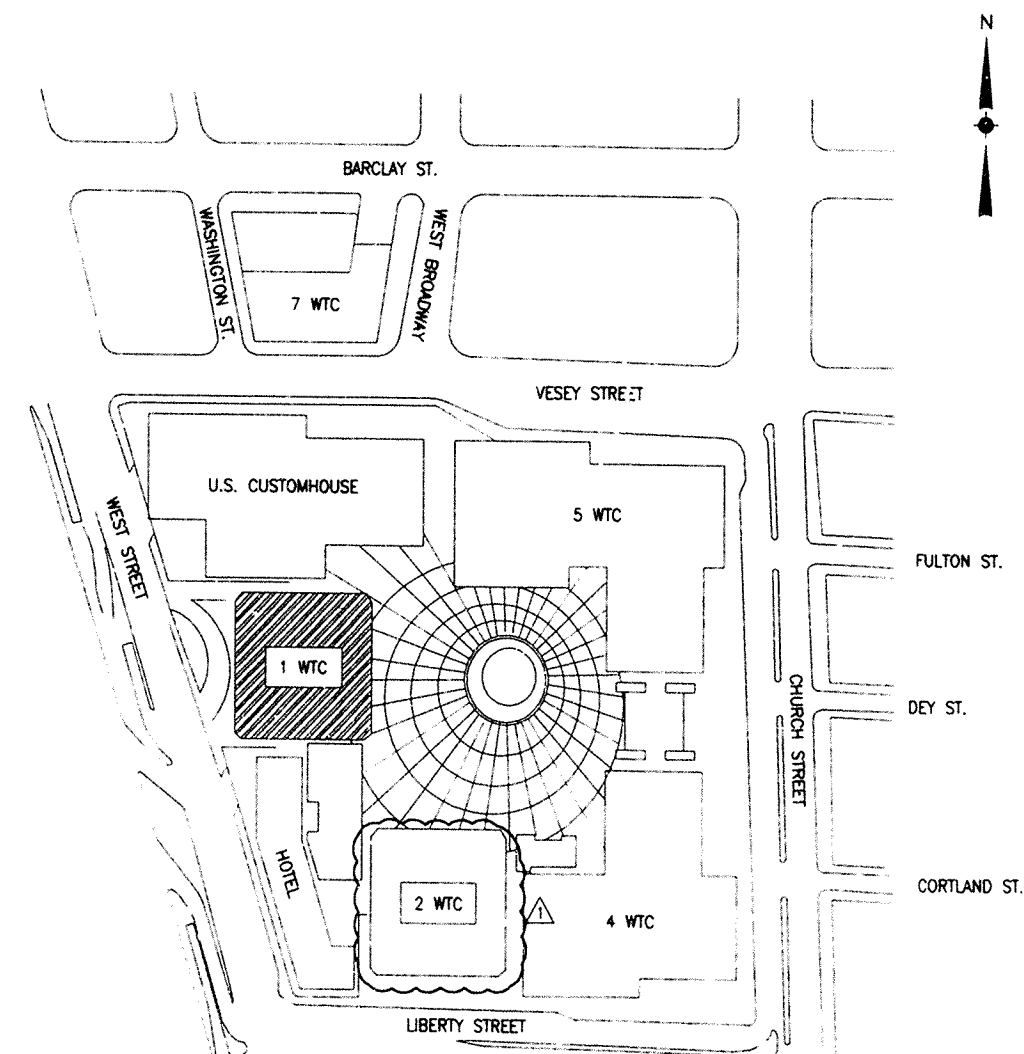 N
BARCLAY ST.
WASHINGTON ST.
WEST BROADWAY
7 WTC
VESEY STREET
U.S. CUSTOMHOUSE
5 WTC
WEST STREET
FULTON ST.
1 WTC
CHURCH STREET
DEY ST.
HOTEL
2 WTC
1
4 WTC
CORTLAND ST.
LIBERTY STREET